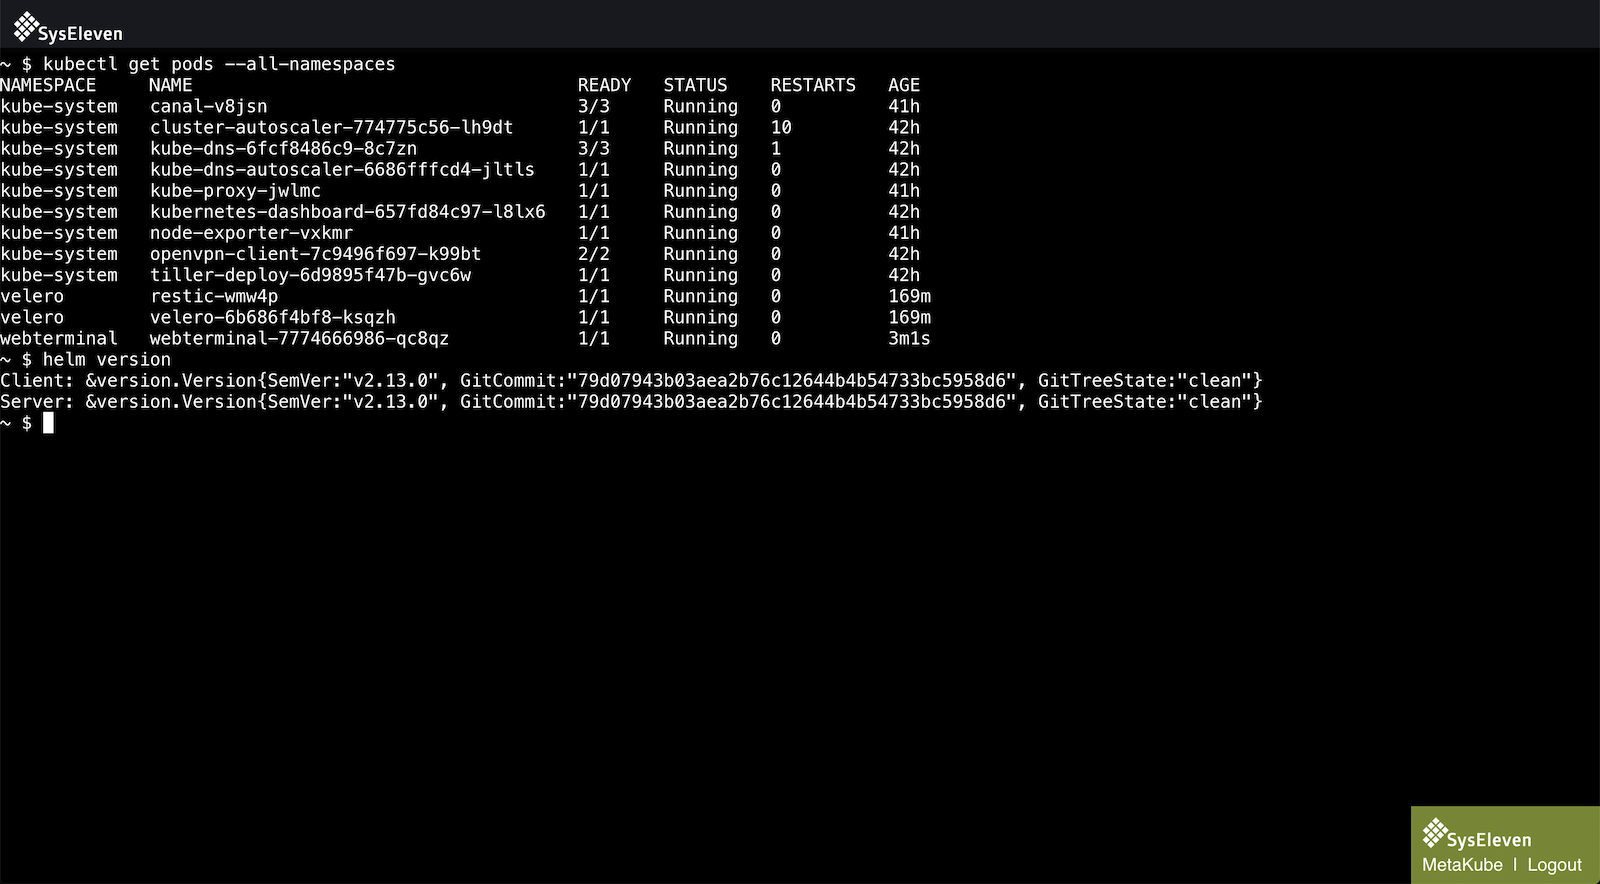 SysEleven
~ $ kubectl get pods --all-namespaces
NAMESPACE     NAME                                    READY   STATUS    RESTARTS   AGE
kube-system   canal-v8jsn                             3/3     Running   0          41h
kube-system   cluster-autoscaler-774775c56-lh9dt      1/1     Running   10         42h
kube-system   kube-dns-6fcf8486c9-8c7zn               3/3     Running   1          42h
kube-system   kube-dns-autoscaler-6686fffcd4-jltls    1/1     Running   0          42h
kube-system   kube-proxy-jwlmc                        1/1     Running   0          41h
kube-system   kubernetes-dashboard-657fd84c97-l8lx6   1/1     Running   0          42h
kube-system   node-exporter-vxkmr                     1/1     Running   0          41h
kube-system   openvpn-client-7c9496f697-k99bt         2/2     Running   0          42h
kube-system   tiller-deploy-6d9895f47b-gvc6w          1/1     Running   0          42h
velero        restic-wmw4p                            1/1     Running   0          169m
velero        velero-6b686f4bf8-ksqzh                 1/1     Running   0          169m
webterminal   webterminal-7774666986-qc8qz            1/1     Running   0          3m1s
~ $ helm version
Client: &version.Version{SemVer:"v2.13.0", GitCommit:"79d07943b03aea2b76c12644b4b54733bc5958d6", GitTreeState:"clean"}
Server: &version.Version{SemVer:"v2.13.0", GitCommit:"79d07943b03aea2b76c12644b4b54733bc5958d6", GitTreeState:"clean"}
~ $
SysEleven
MetaKube | Logout